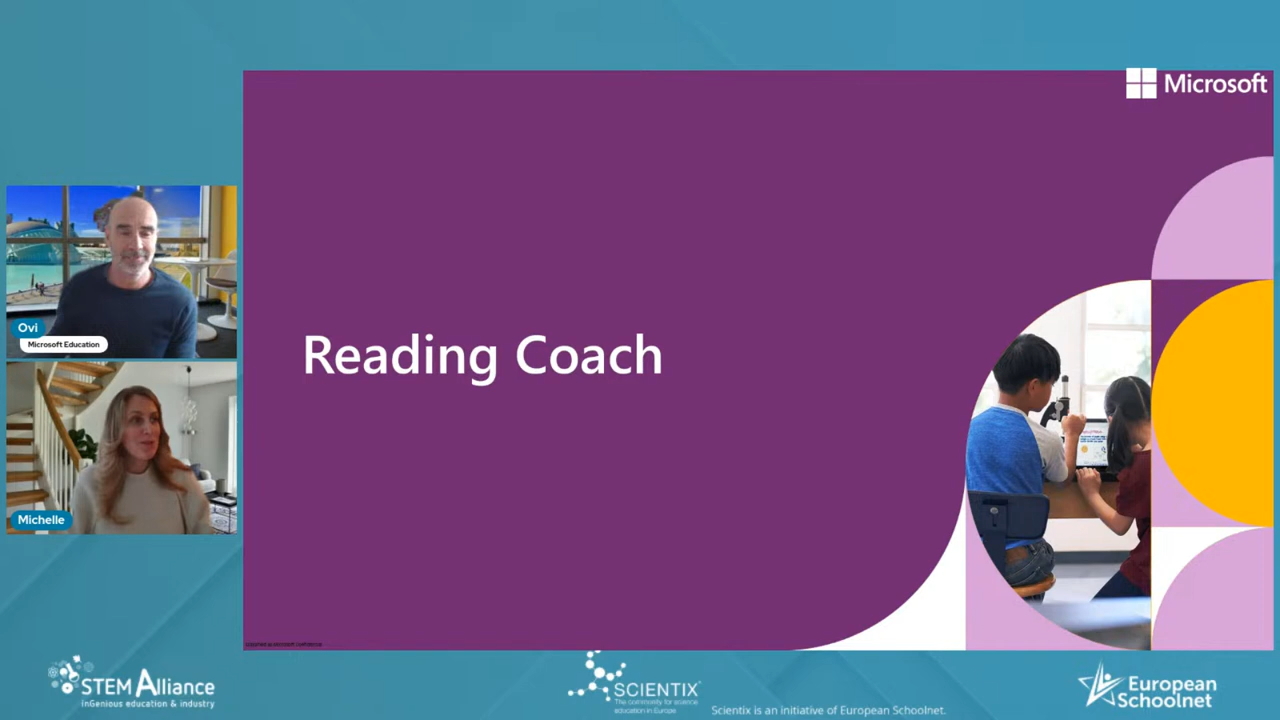 Microsoft
Ovi
Microsoft Education
Reading Coach
Michelle
STEM Alliance
inGenious education & industry
SCIENTIX
The community for science
education in Europe
Scientix is an initiative of European Schoolnet.
European
Schoolnet